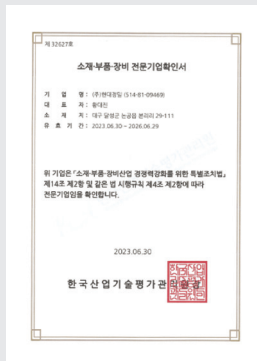 제 32627호
소재·부품·장비 전문기업확인서
기 업 명 : (주)현대정밀 (514-81-09469)
대 표 자 : 황대진
소 재 지 : 대구 달성군 논공읍 본리리 29-111
유 효 기 간 : 2023.06.30 ~ 2026.06.29
위 기업은 「소재·부품·장비산업 경쟁력강화를 위한 특별조치법」
제14조 제2항 및 같은 법 시행규칙 제4조 제2항에 따라
전문기업임을 확인합니다.
2023.06.30
한국산업기술평가관리원장